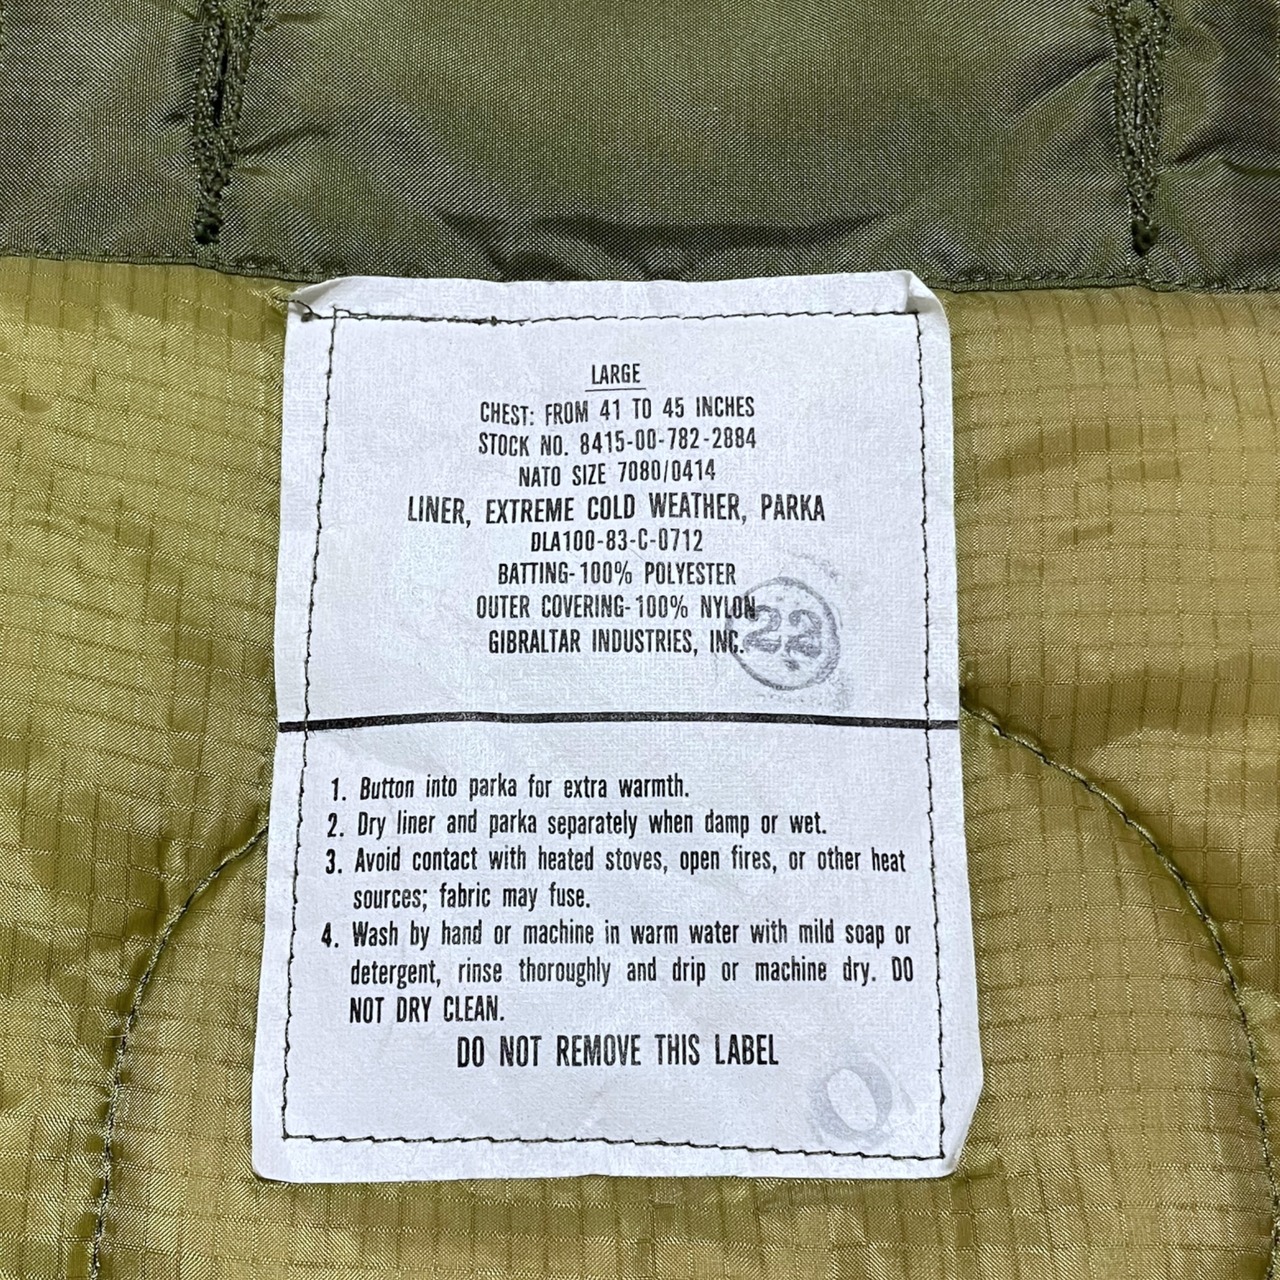 LARGE
CHEST: FROM 41 TO 45 INCHES
STOCK NO. 8415-00-782-2884
NATO SIZE 7080/0414
LINER, EXTREME COLD WEATHER, PARKA
DLA100-83-C-0712
BATTING-100% POLYESTER
OUTER COVERING-100% NYLON
GIBRALTAR INDUSTRIES, INC.
22
1. Button into parka for extra warmth.
2. Dry liner and parka separately when damp or wet.
3. Avoid contact with heated stoves, open fires, or other heat
sources; fabric may fuse.
4. Wash by hand or machine in warm water with mild soap or
detergent, rinse thoroughly and drip or machine dry. DO
NOT DRY CLEAN.
DO NOT REMOVE THIS LABEL